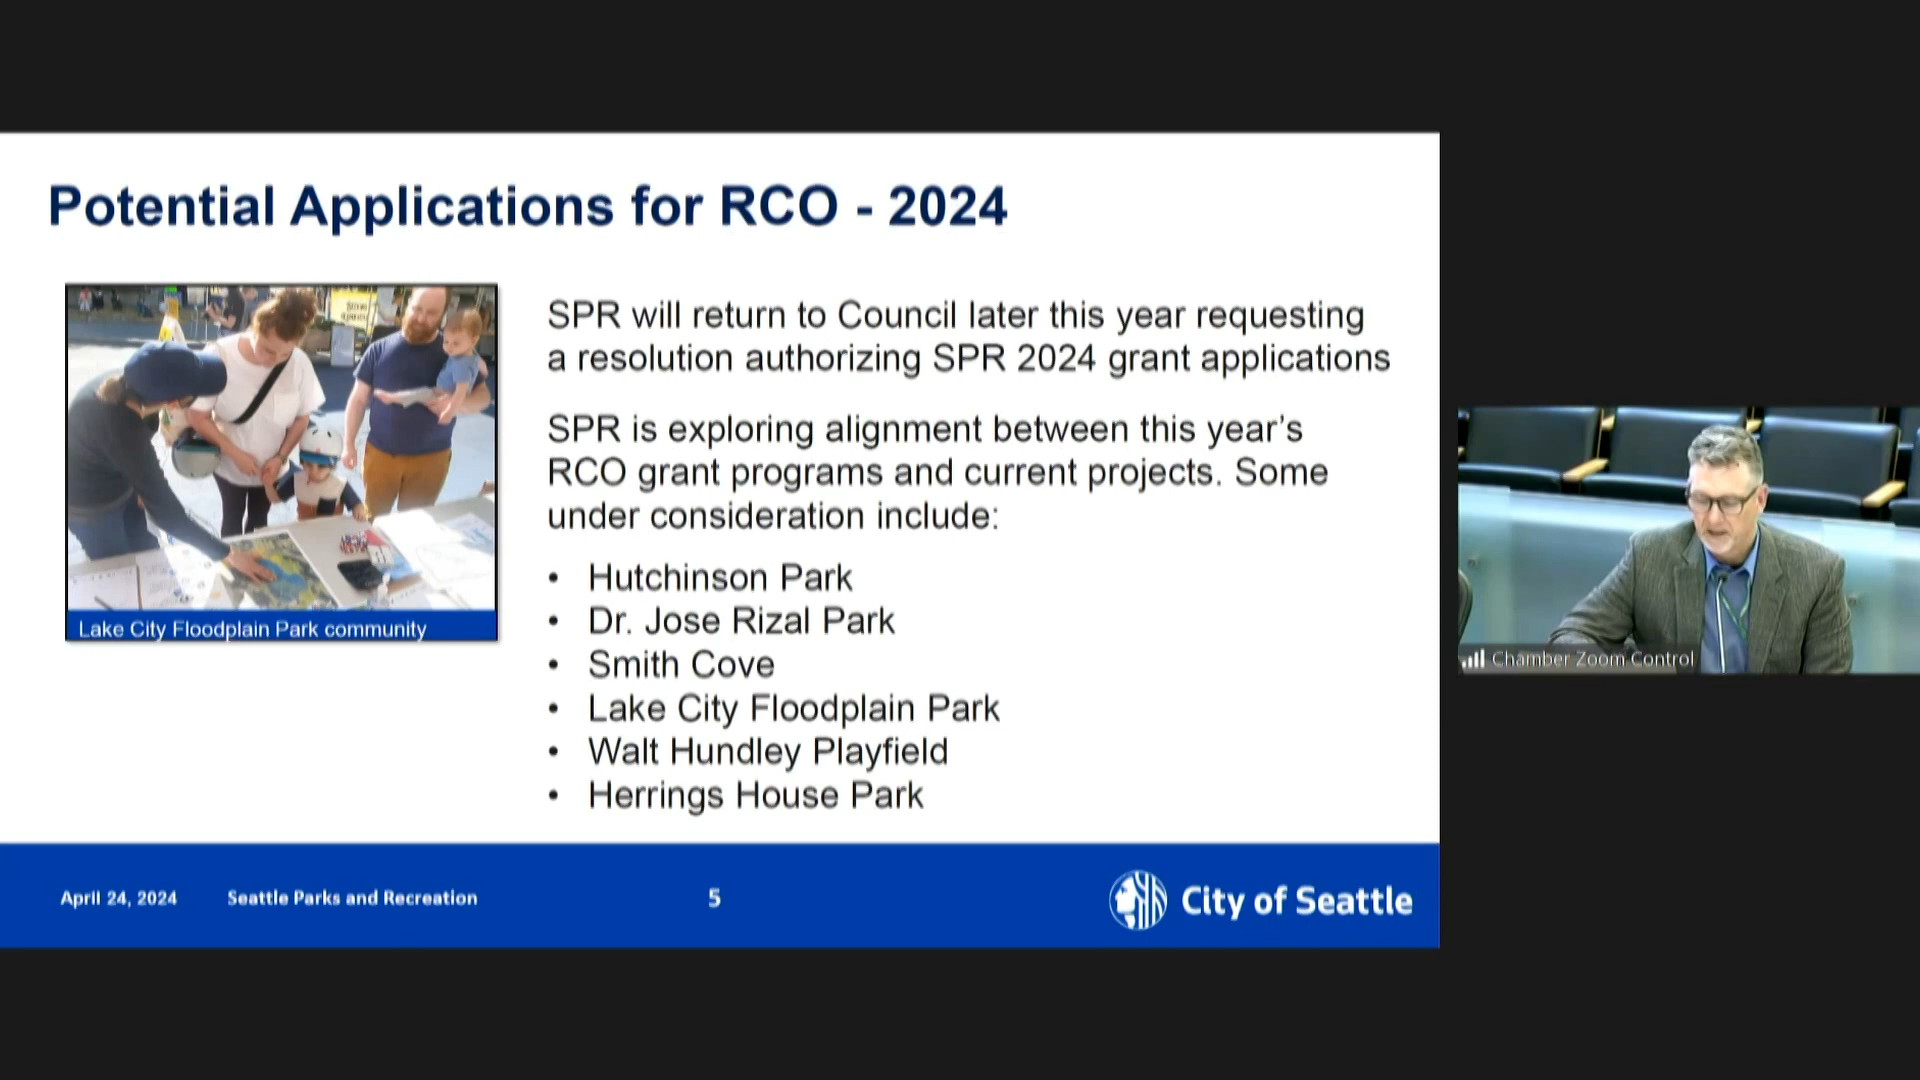 Potential Applications for RCO - 2024
SPR will return to Council later this year requesting
a resolution authorizing SPR 2024 grant applications
SPR is exploring alignment between this year’s
RCO grant programs and current projects. Some
under consideration include:
• Hutchinson Park
• Dr. Jose Rizal Park
• Smith Cove
• Lake City Floodplain Park
• Walt Hundley Playfield
• Herrings House Park
Lake City Floodplain Park community
Chamber Zoom Control
April 24, 2024
Seattle Parks and Recreation
5
City of Seattle